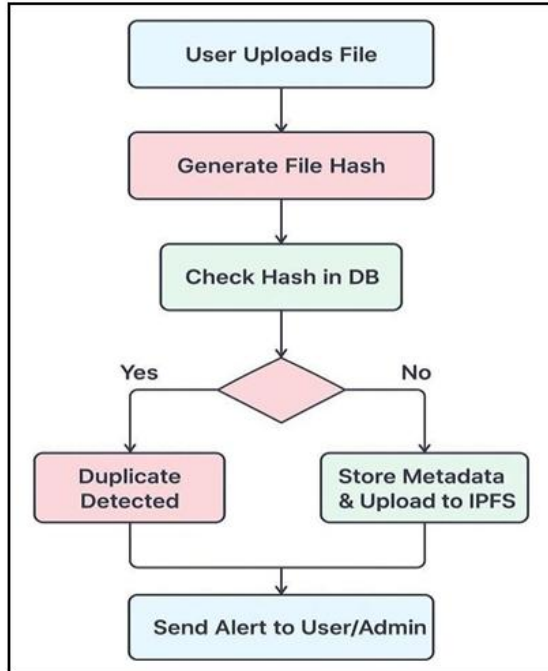 User Uploads File
Generate File Hash
Check Hash in DB
Yes
No
Duplicate
Detected
Store Metadata
& Upload to IPFS
Send Alert to User/Admin